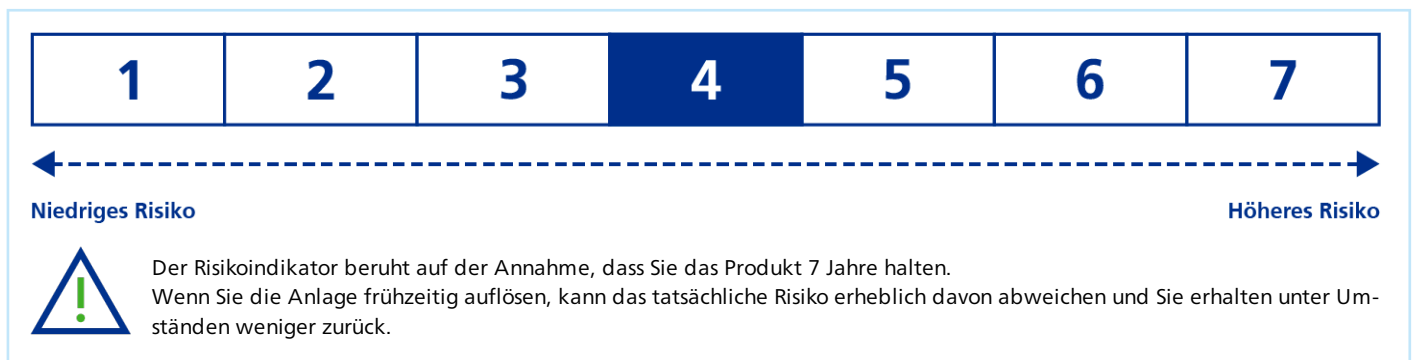 1 2 3 4 5 6 7
Niedriges Risiko Höheres Risiko
Der Risikoindikator beruht auf der Annahme, dass Sie das Produkt 7 Jahre halten.
Wenn Sie die Anlage frühzeitig auflösen, kann das tatsächliche Risiko erheblich davon abweichen und Sie erhalten unter Um-
ständen weniger zurück.